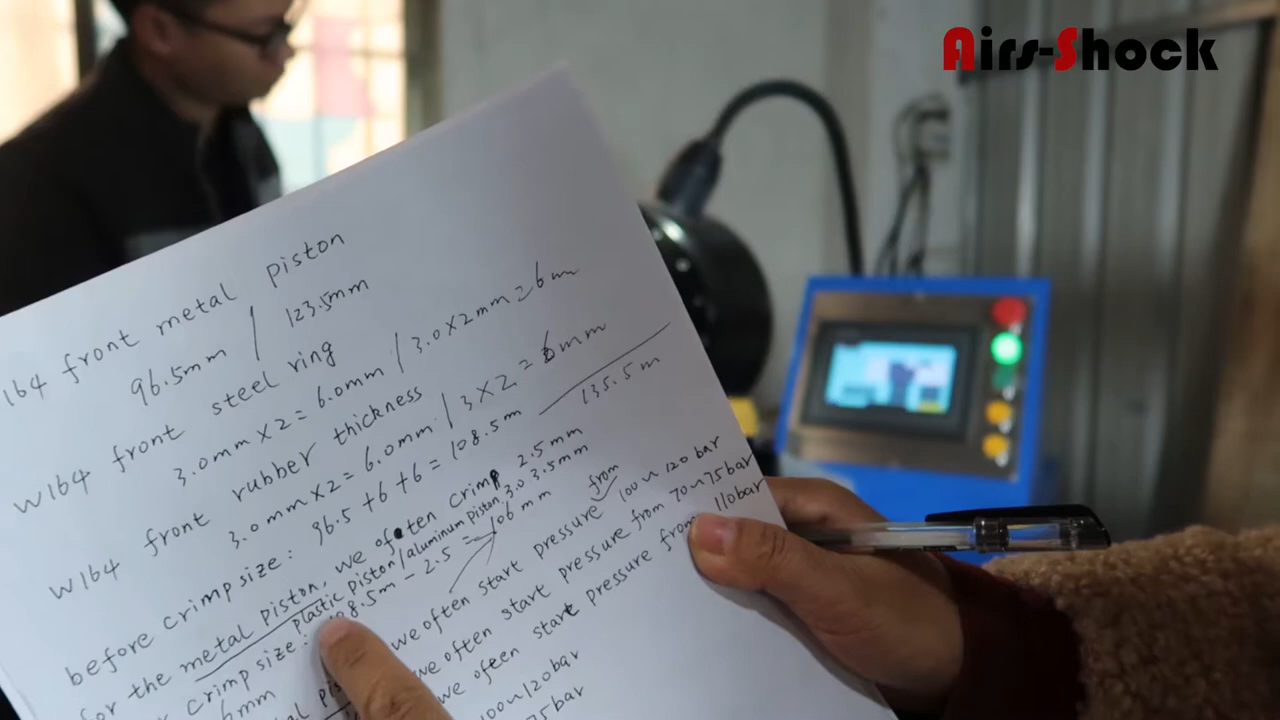 Airs-Shock
164 front metal piston
96.5mm / 123.5mm
W164 front steel ring
3.0mm X 2 = 6.0mm / 3.0 X 2mm = 6m
W164 front rubber thickness
3.0mm X 2 = 6.0mm / 3 X 2 = 6mm
before crimp size: 96.5 + 6 + 6 = 108.5m
135.5m
for the metal piston, we often crimp 2.5mm
plastic piston / aluminum piston 3.0 3.5mm
crimp size: 108.5m - 2.5 = 106mm
we often start pressure from 100~120 bar
we often start pressure from 70~75bar
we often start pressure from 110bar
100~120bar
75bar